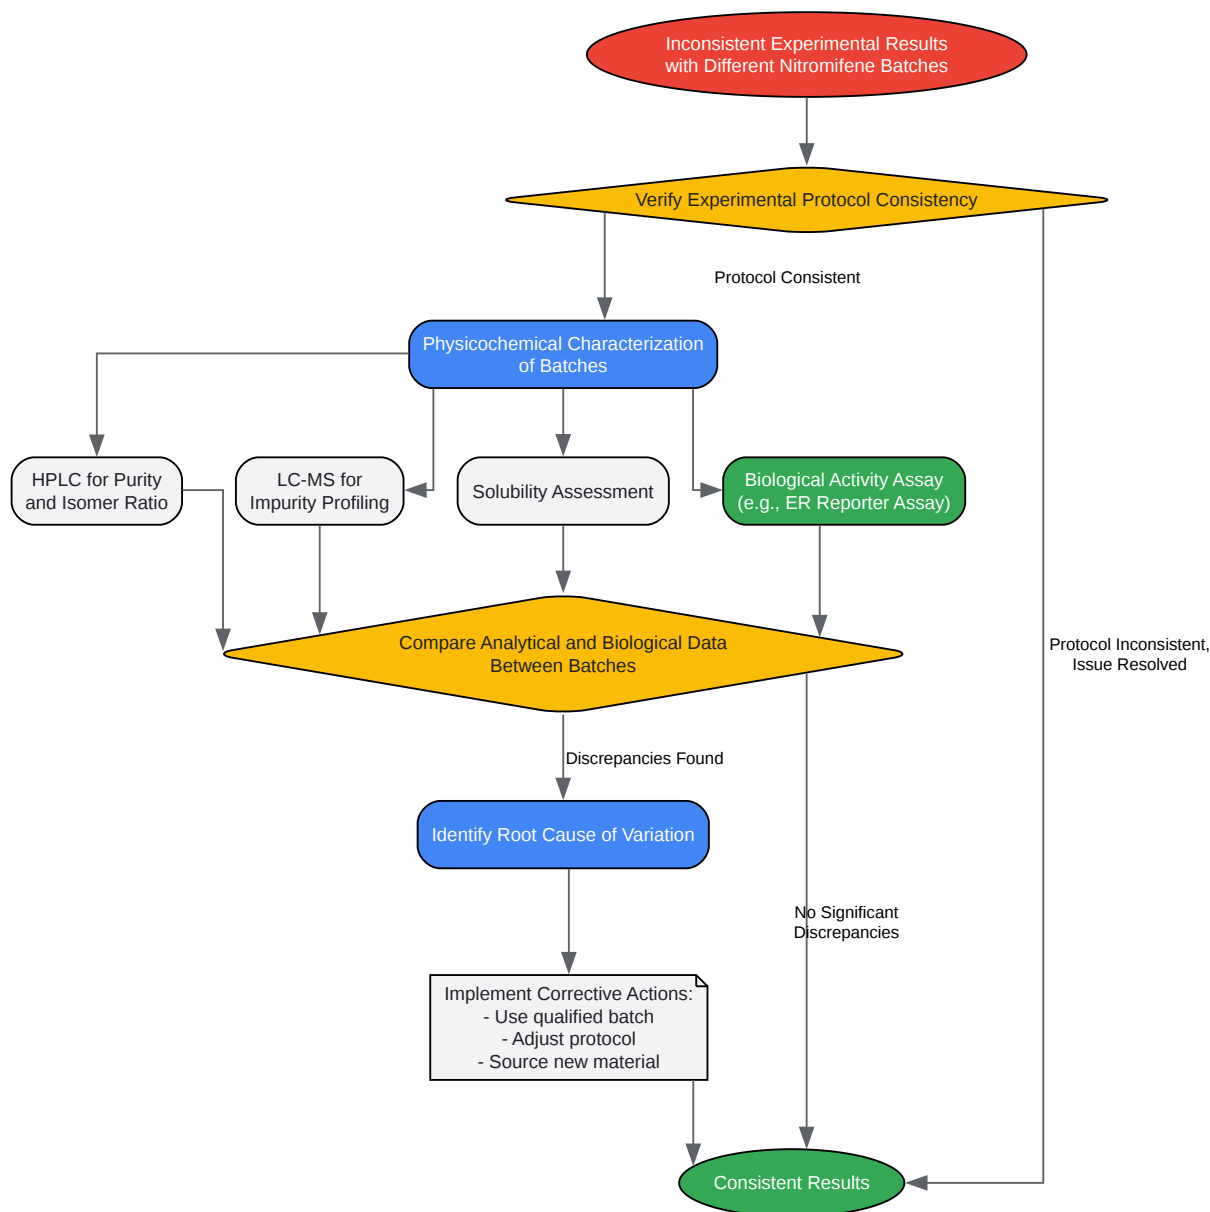 Inconsistent Experimental Results
with Different Nitromifene Batches
Verify Experimental Protocol Consistency
Protocol Consistent
Physicochemical Characterization
of Batches
HPLC for Purity
and Isomer Ratio
LC-MS for
Impurity Profiling
Solubility Assessment
Biological Activity Assay
(e.g., ER Reporter Assay)
Compare Analytical and Biological Data
Between Batches
Protocol Inconsistent,
Issue Resolved
Discrepancies Found
Identify Root Cause of Variation
No Significant
Discrepancies
Implement Corrective Actions:
- Use qualified batch
- Adjust protocol
- Source new material
Consistent Results